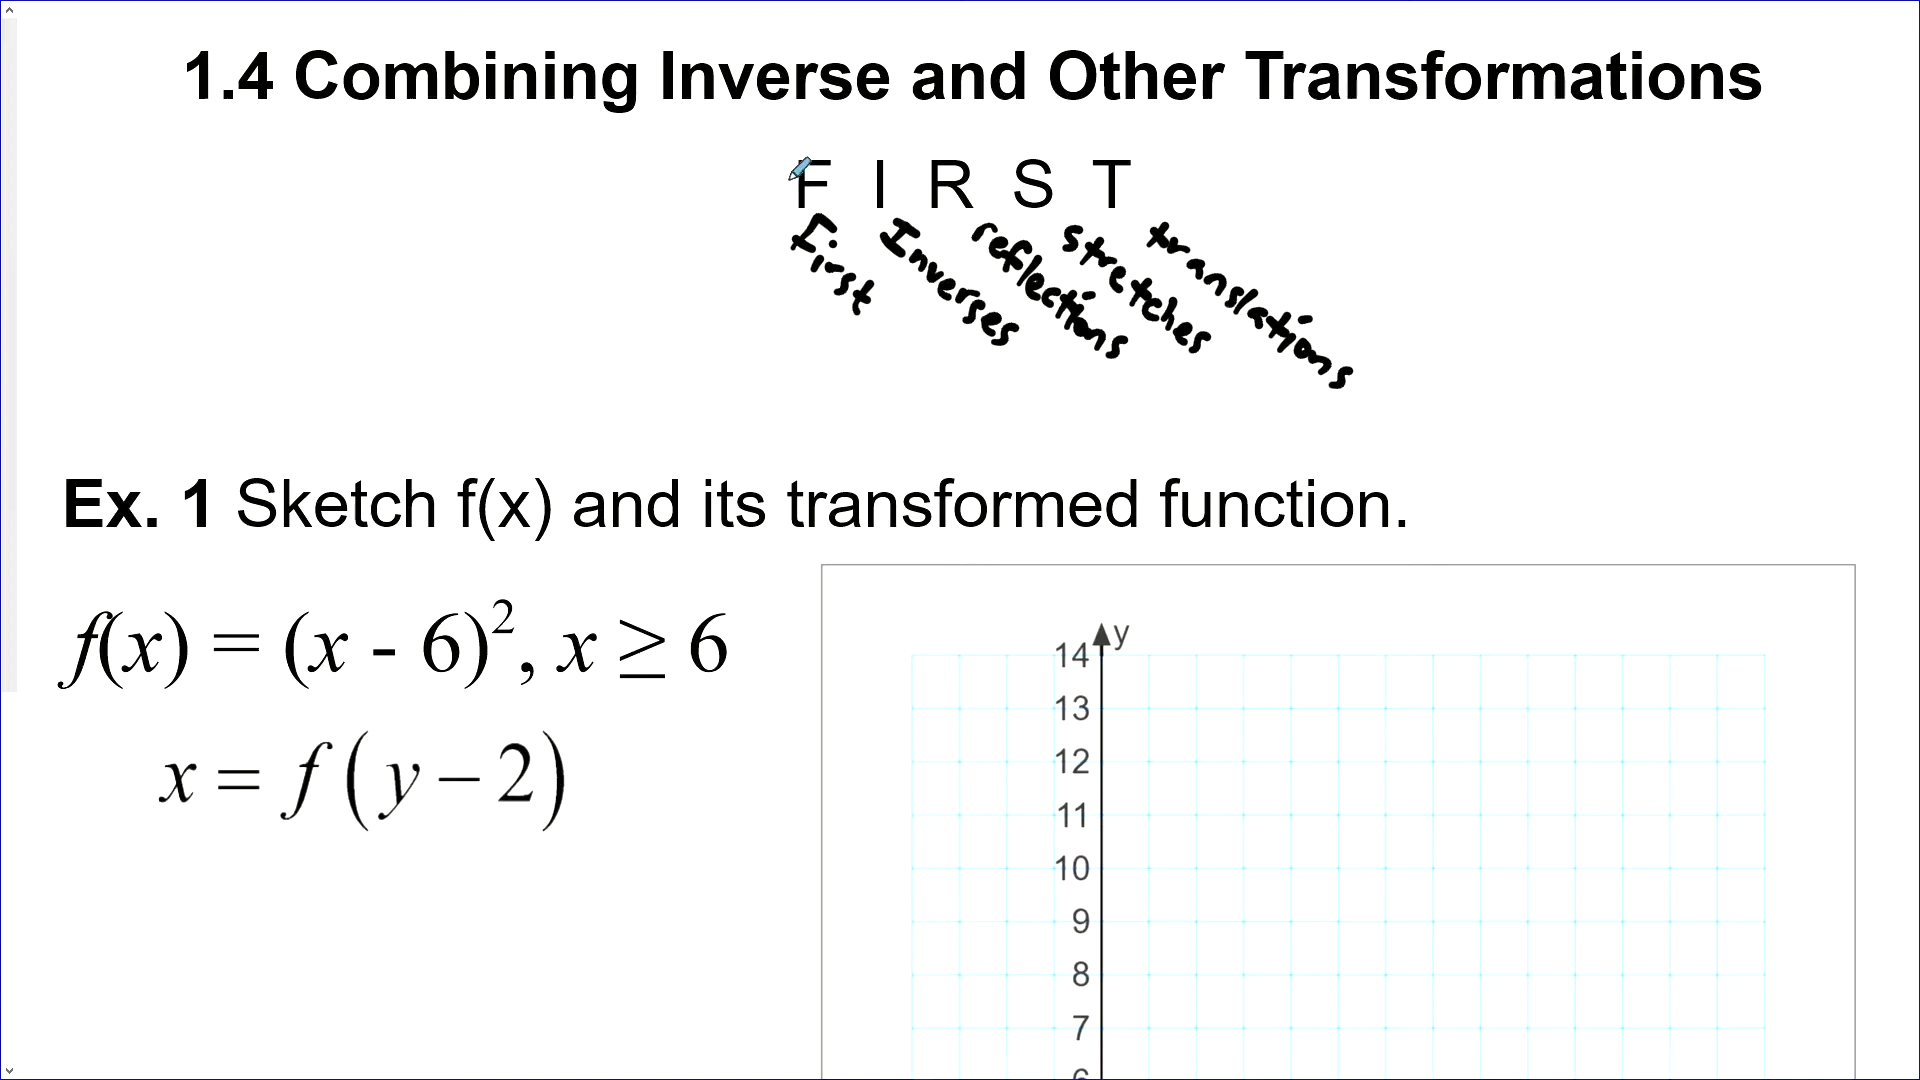 1.4 Combining Inverse and Other Transformations
F I R S T
First Inverses reflections stretches translations
Ex. 1 Sketch f(x) and its transformed function.
f(x) = (x - 6)², x ≥ 6
x = f(y − 2)
y
14
13
12
11
10
9
8
7
6